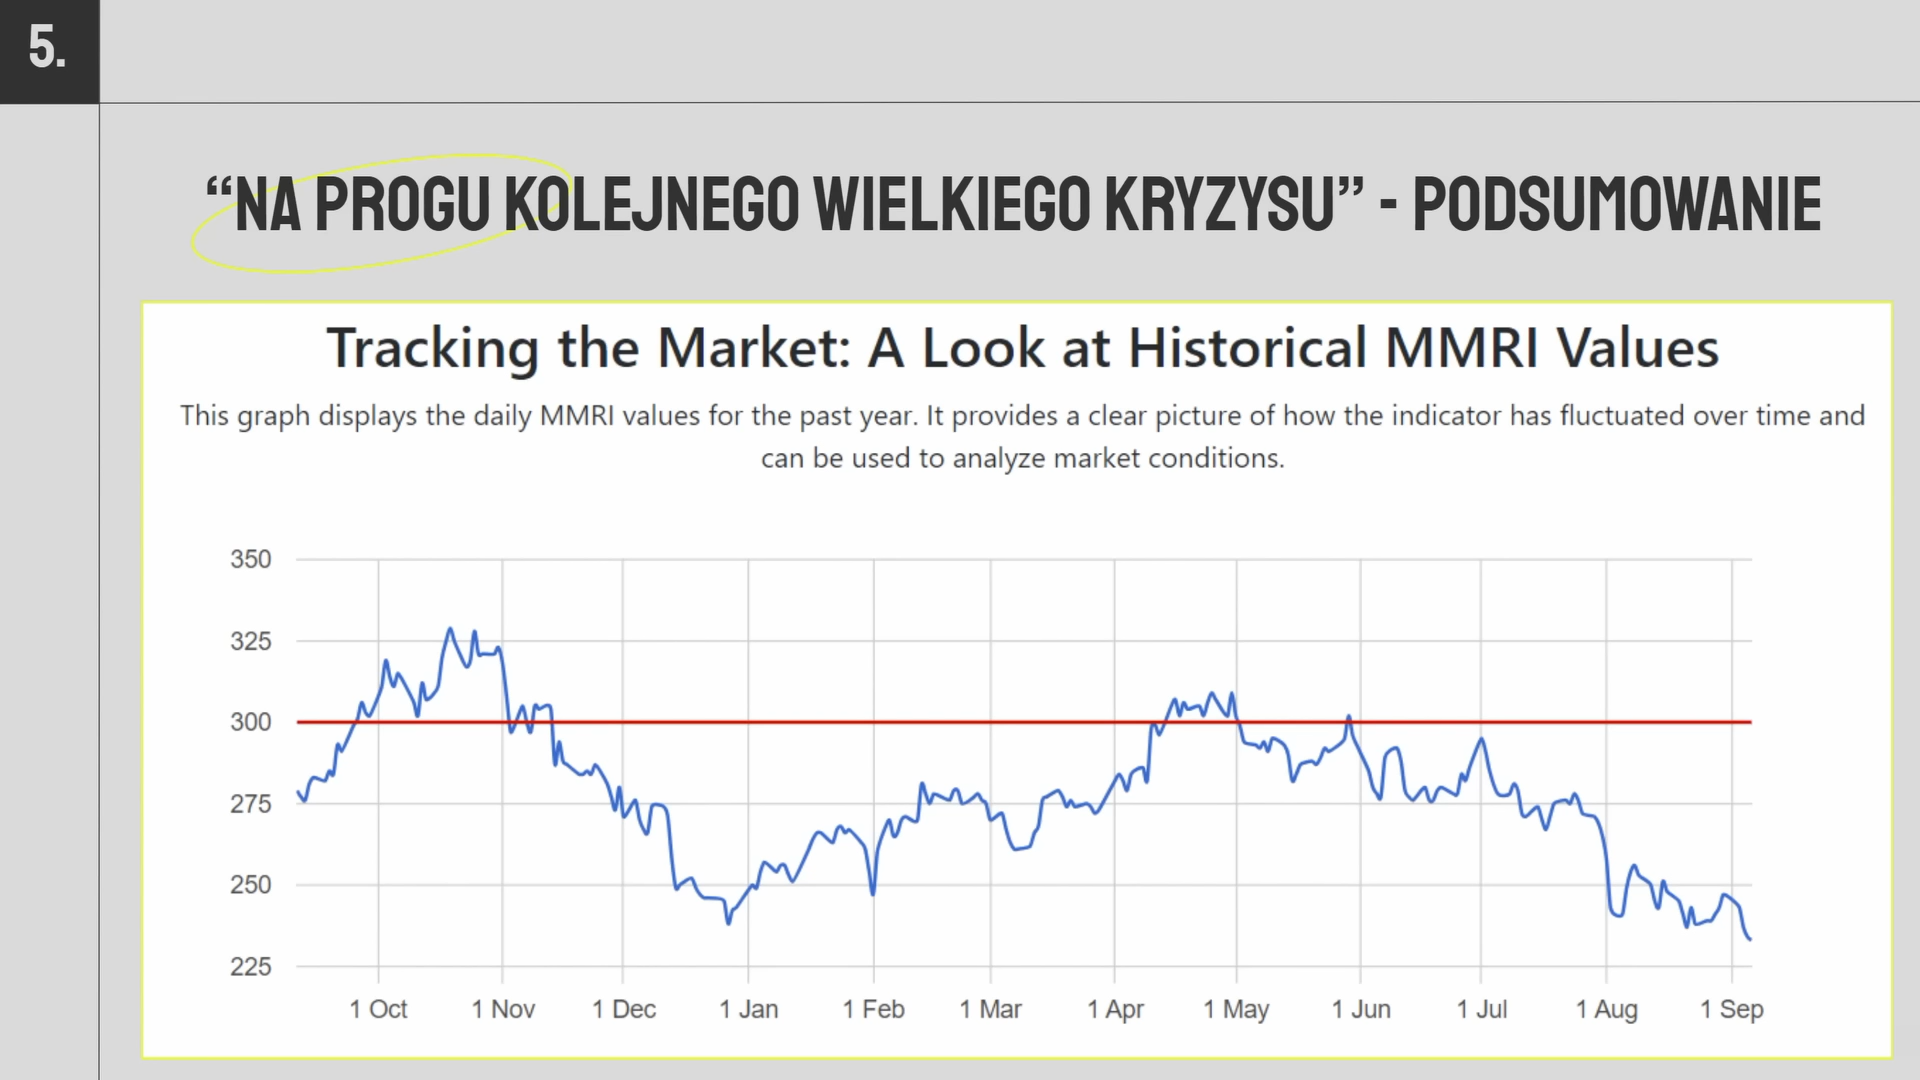 5.
“NA PROGU KOLEJNEGO WIELKIEGO KRYZYSU” - PODSUMOWANIE
Tracking the Market: A Look at Historical MMRI Values
This graph displays the daily MMRI values for the past year. It provides a clear picture of how the indicator has fluctuated over time and
can be used to analyze market conditions.
350
325
300
275
250
225
1 Oct 1 Nov 1 Dec 1 Jan 1 Feb 1 Mar 1 Apr 1 May 1 Jun 1 Jul 1 Aug 1 Sep